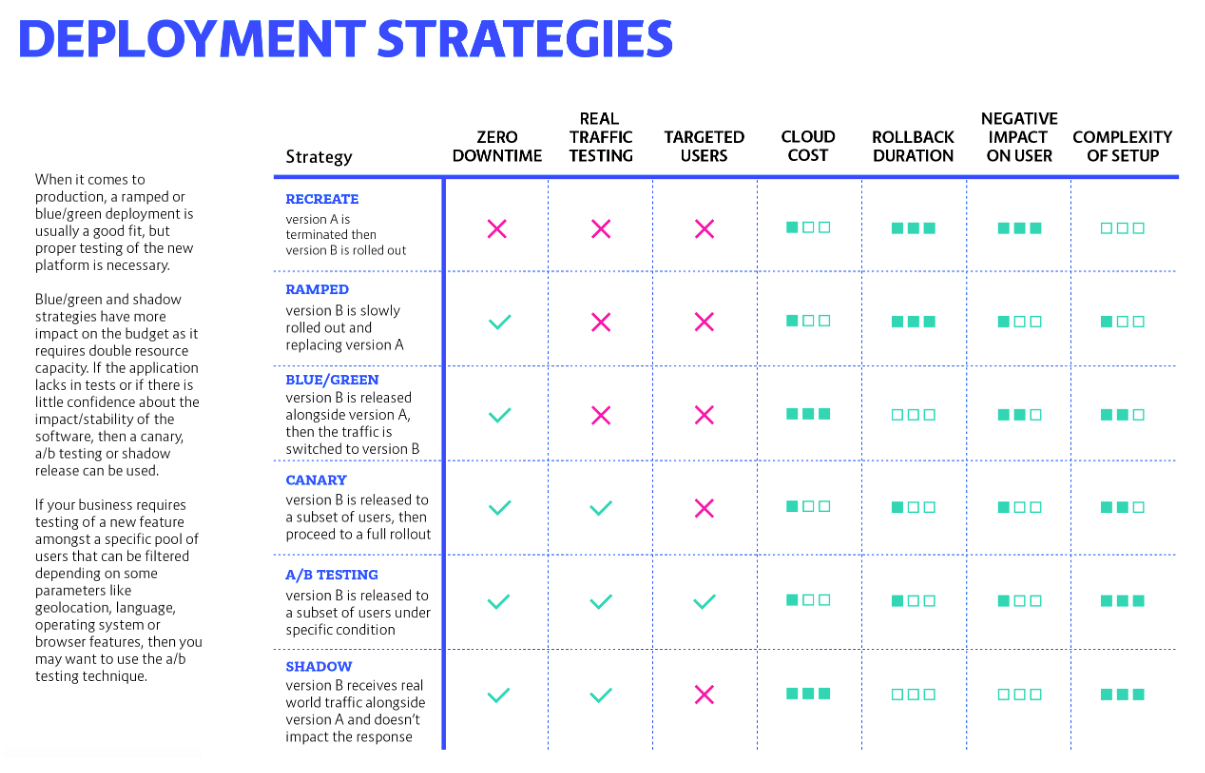 DEPLOYMENT STRATEGIES
When it comes to
production, a ramped or
blue/green deployment is
usually a good fit, but
proper testing of the new
platform is necessary.
Blue/green and shadow
strategies have more
impact on the budget as it
requires double resource
capacity. If the application
lacks in tests or if there is
little confidence about the
impact/stability of the
software, then a canary,
a/b testing or shadow
release can be used.
If your business requires
testing of a new feature
amongst a specific pool of
users that can be filtered
depending on some
parameters like
geolocation, language,
operating system or
browser features, then you
may want to use the a/b
testing technique.
Strategy
ZERO
DOWNTIME
REAL
TRAFFIC
TESTING
TARGETED
USERS
CLOUD
COST
ROLLBACK
DURATION
NEGATIVE
IMPACT
ON USER
COMPLEXITY
OF SETUP
RECREATE
version A is
terminated then
version B is rolled out
RAMPED
version B is slowly
rolled out and
replacing version A
BLUE/GREEN
version B is released
alongside version A,
then the traffic is
switched to version B
CANARY
version B is released to
a subset of users, then
proceed to a full rollout
A/B TESTING
version B is released to
a subset of users under
specific condition
SHADOW
version B receives real
world traffic alongside
version A and doesn't
impact the response